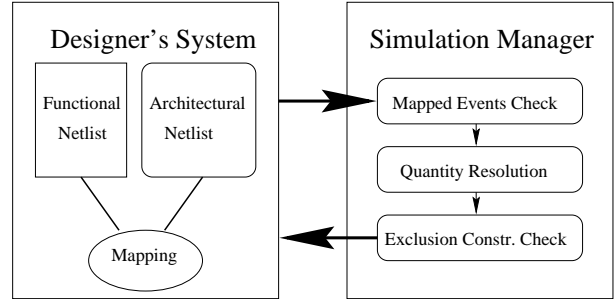 Designer's System
Functional
Netlist
Architectural
Netlist
Mapping
Simulation Manager
Mapped Events Check
Quantity Resolution
Exclusion Constr. Check